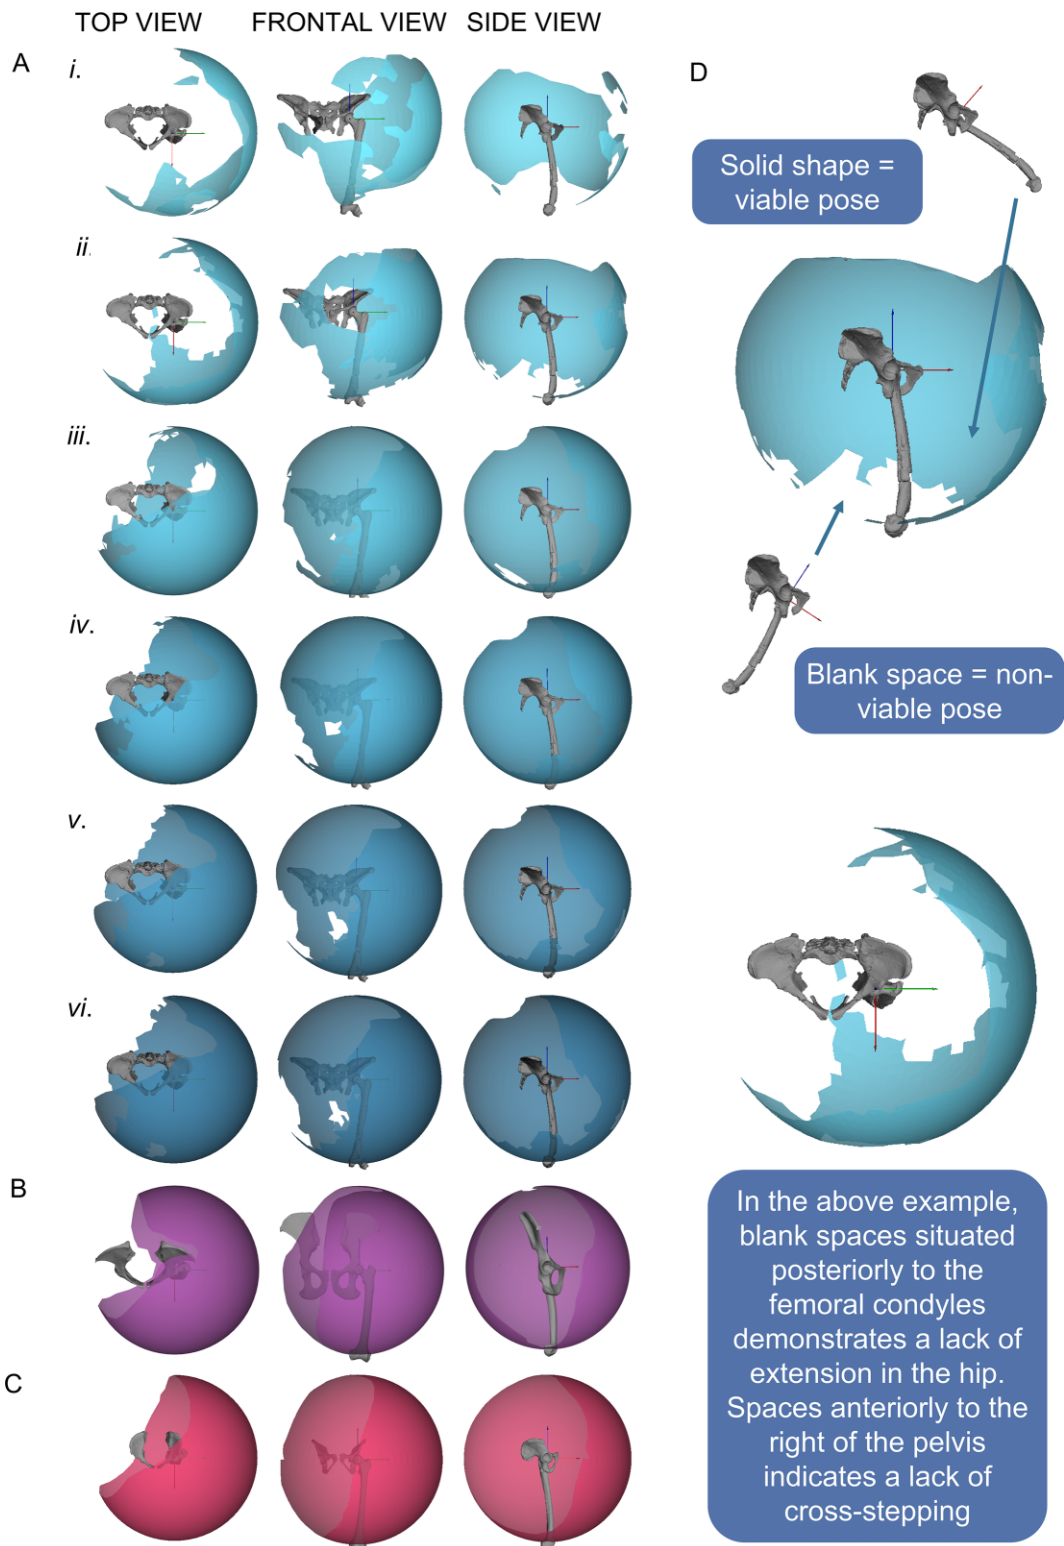 TOP VIEW
FRONTAL VIEW
SIDE VIEW
A
i.
ii.
iii.
iv.
v.
vi.
B
C
D
Solid shape =
viable pose
Blank space = non-
viable pose
In the above example,
blank spaces situated
posteriorly to the
femoral condyles
demonstrates a lack of
extension in the hip.
Spaces anteriorly to the
right of the pelvis
indicates a lack of
cross-stepping